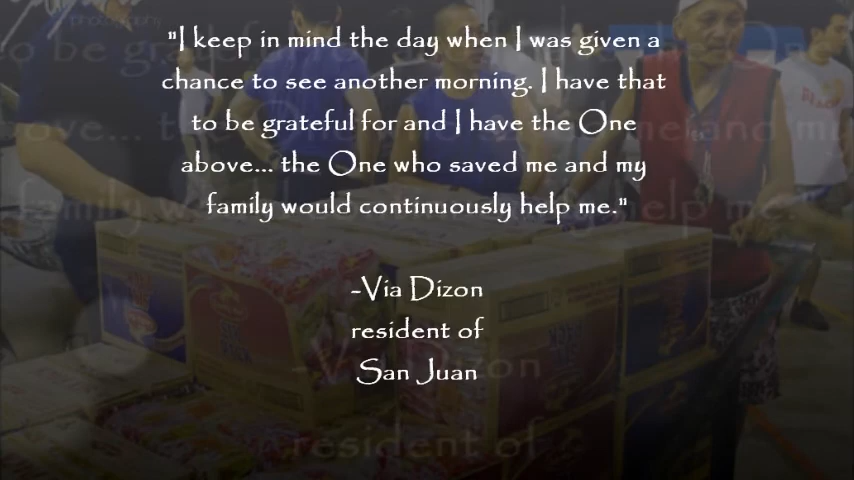 photography
"I keep in mind the day when I was given a
chance to see another morning. I have that
to be grateful for and I have the One
above... the One who saved me and my
family would continuously help me."
-Via Dizon
resident of
San Juan